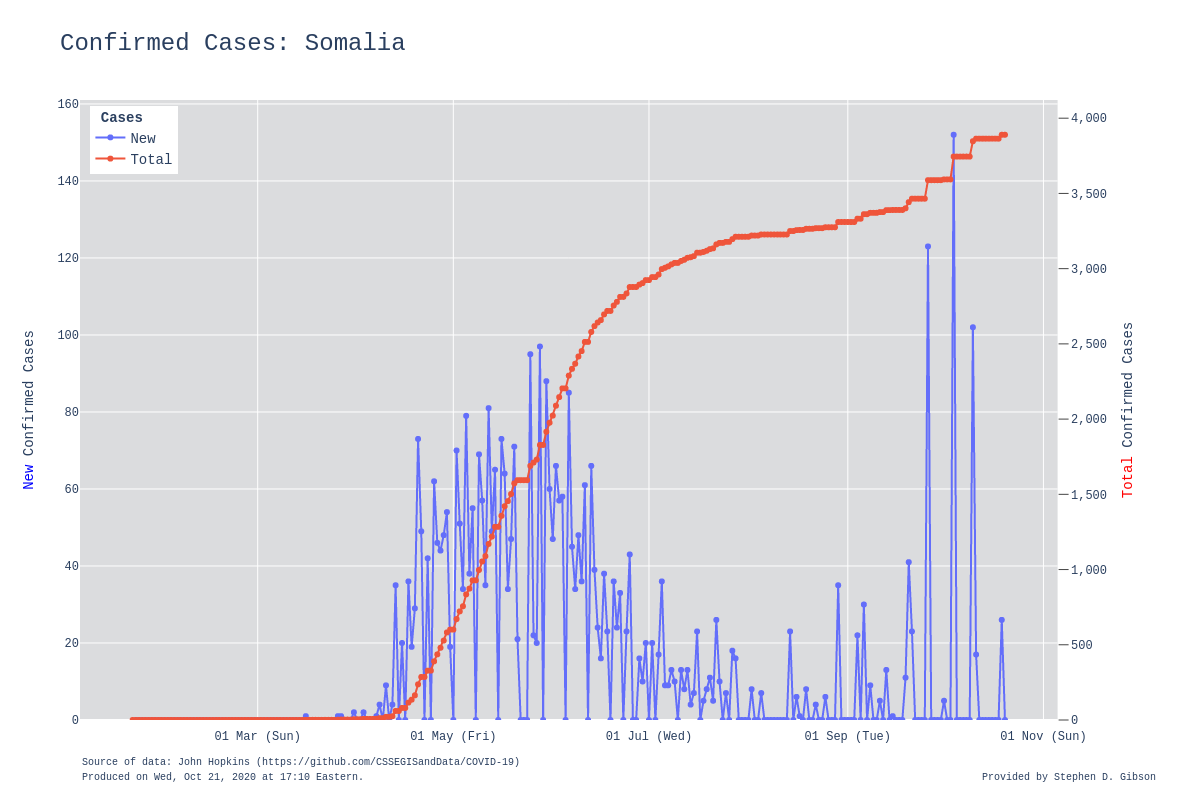 Confirmed Cases: Somalia
Cases
New
Total
160
140
120
100
80
60
40
20
0
4,000
3,500
3,000
2,500
2,000
1,500
1,000
500
0
New Confirmed Cases
Total Confirmed Cases
01 Mar (Sun)
01 May (Fri)
01 Jul (Wed)
01 Sep (Tue)
01 Nov (Sun)
Source of data: John Hopkins (https://github.com/CSSEGISandData/COVID-19)
Produced on Wed, Oct 21, 2020 at 17:10 Eastern.
Provided by Stephen D. Gibson